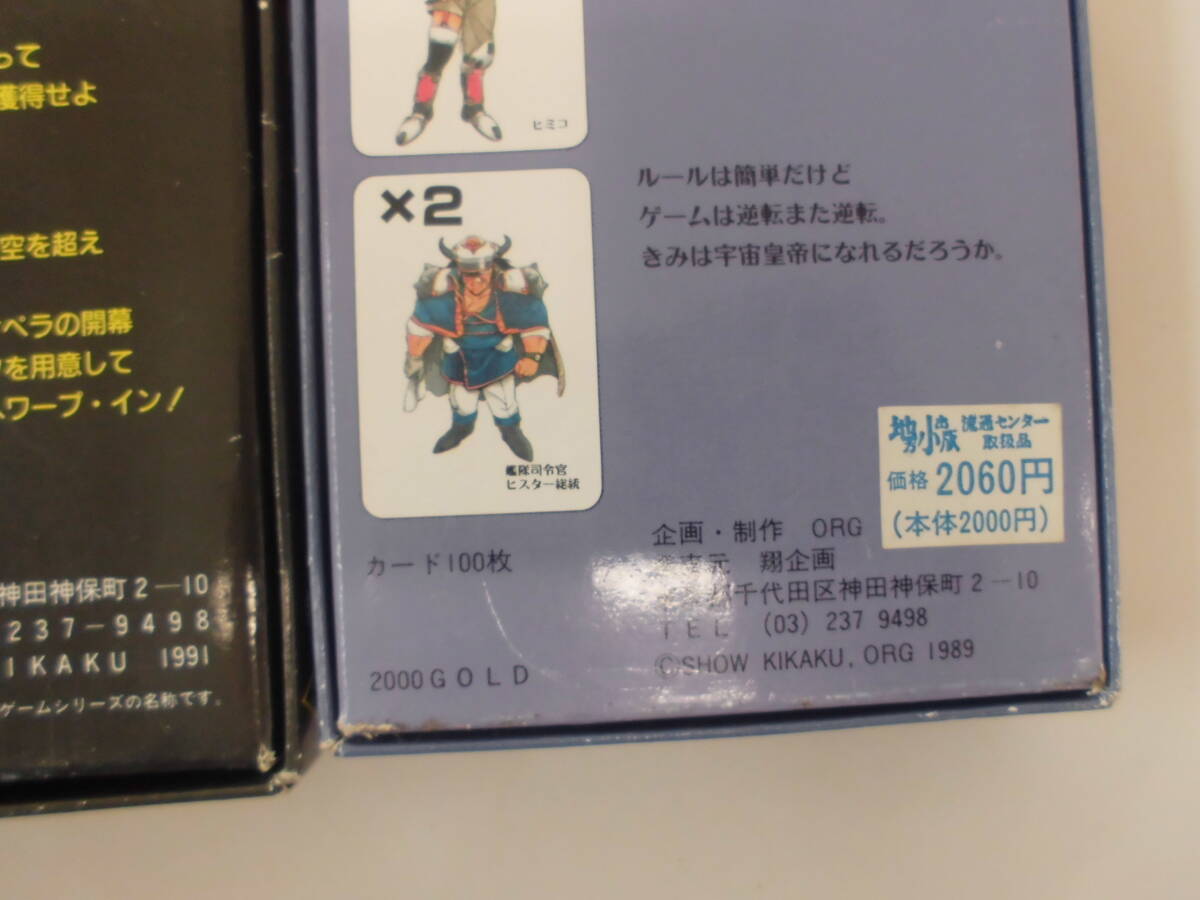 って
獲得せよ
空を超え
ペラの開幕
を用意して
ワープ・イン!
神田神保町2-10
237-9498
IKAKU 1991
ゲームシリーズの名称です。
ヒミコ
×2
艦隊司令官
ヒスター総統
ルールは簡単だけど
ゲームは逆転また逆転。
きみは宇宙皇帝になれるだろうか。
地方小出版 流通センター
取扱品
価格 2060円
(本体2000円)
カード100枚
2000GOLD
企画・制作 ORG
元 翔企画
千代田区神田神保町2-10
TEL (03) 237 9498
©SHOW KIKAKU, ORG 1989